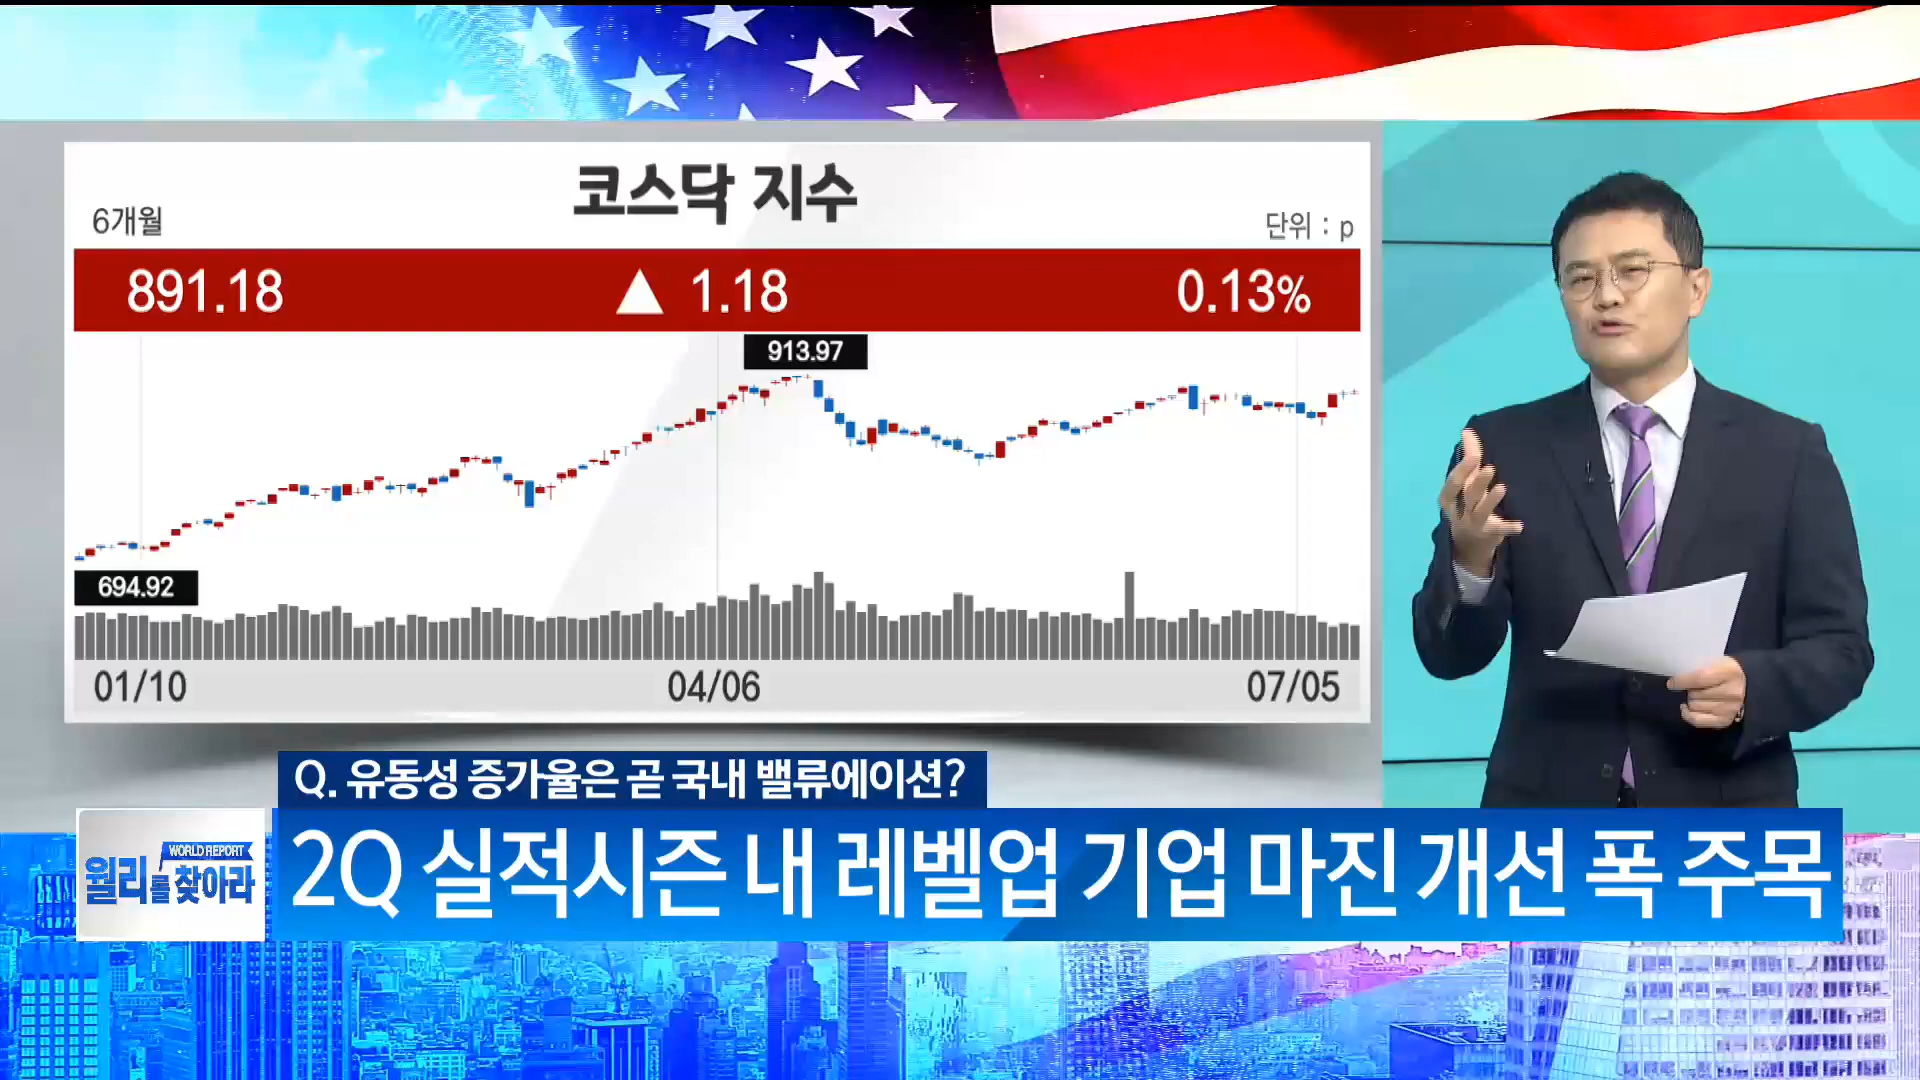 코스닥 지수
6개월
단위 : p
891.18 ▲ 1.18 0.13%
913.97
694.92
01/10 04/06 07/05
Q. 유동성 증가율은 곧 국내 밸류에이션?
WORLD REPORT
월리를 찾아라
2Q 실적시즌 내 레벨업 기업 마진 개선 폭 주목